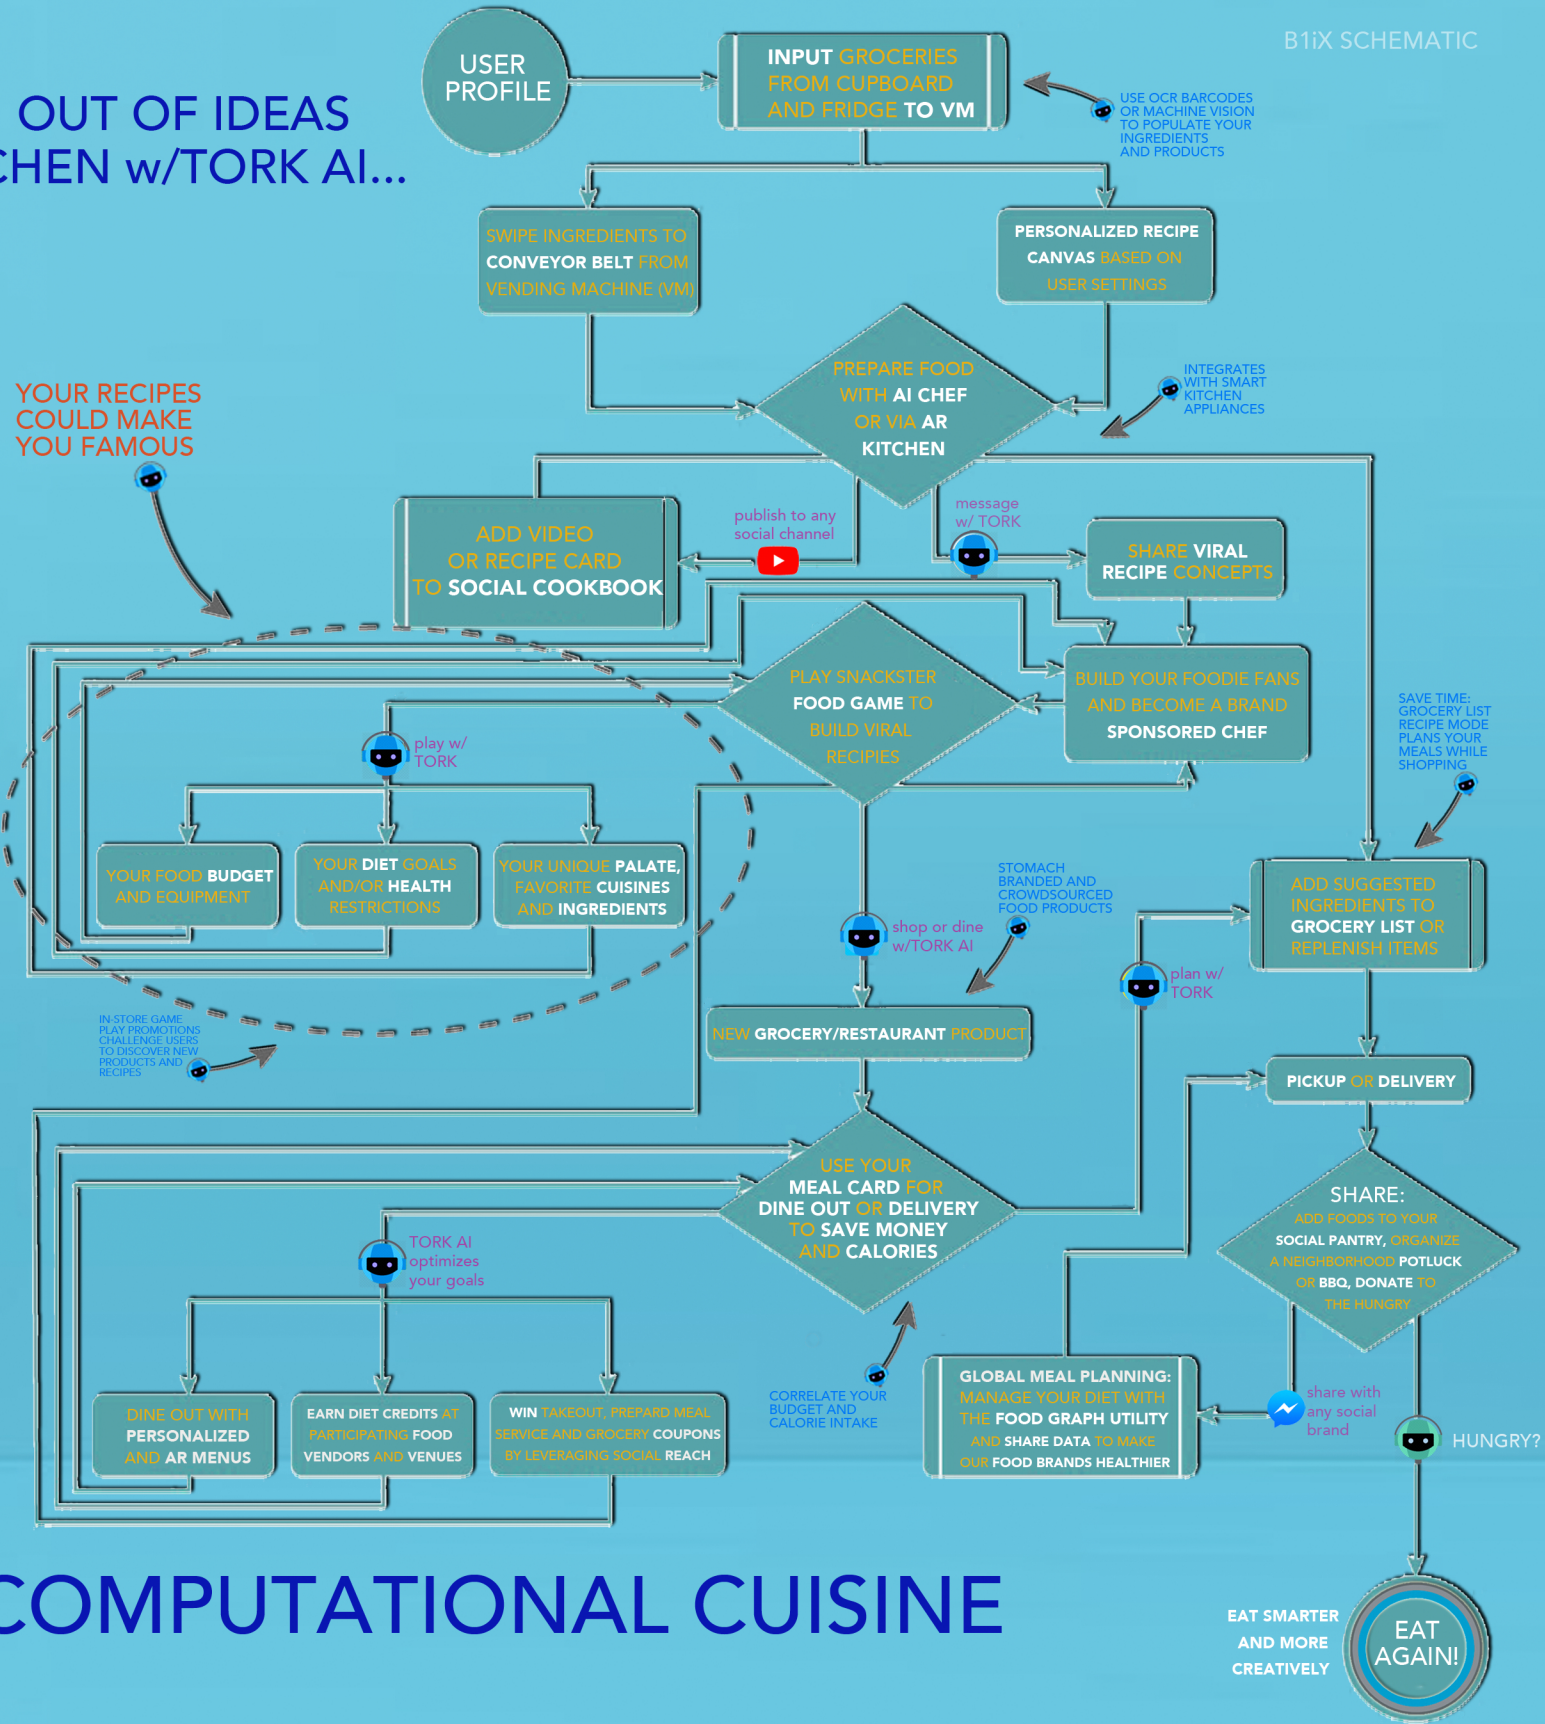 B1iX SCHEMATIC
USER
PROFILE
INPUT GROCERIES
FROM CUPBOARD
AND FRIDGE TO VM
USE OCR BARCODES
OR MACHINE VISION
TO POPULATE YOUR
INGREDIENTS
AND PRODUCTS
OUT OF IDEAS
CHEN w/TORK AI...
SWIPE INGREDIENTS TO
CONVEYOR BELT FROM
VENDING MACHINE (VM)
PERSONALIZED RECIPE
CANVAS BASED ON
USER SETTINGS
PREPARE FOOD
WITH AI CHEF
OR VIA AR
KITCHEN
INTEGRATES
WITH SMART
KITCHEN
APPLIANCES
YOUR RECIPES
COULD MAKE
YOU FAMOUS
ADD VIDEO
OR RECIPE CARD
TO SOCIAL COOKBOOK
publish to any
social channel
message
w/ TORK
SHARE VIRAL
RECIPE CONCEPTS
PLAY SNACKSTER
FOOD GAME TO
BUILD VIRAL
RECIPIES
BUILD YOUR FOODIE FANS
AND BECOME A BRAND
SPONSORED CHEF
SAVE TIME:
GROCERY LIST
RECIPE MODE
PLANS YOUR
MEALS WHILE
SHOPPING
play w/
TORK
YOUR FOOD BUDGET
AND EQUIPMENT
YOUR DIET GOALS
AND/OR HEALTH
RESTRICTIONS
YOUR UNIQUE PALATE,
FAVORITE CUISINES
AND INGREDIENTS
STOMACH
BRANDED AND
CROWDSOURCED
FOOD PRODUCTS
ADD SUGGESTED
INGREDIENTS TO
GROCERY LIST OR
REPLENISH ITEMS
shop or dine
w/TORK AI
plan w/
TORK
IN-STORE GAME
PLAY PROMOTIONS
CHALLENGE USERS
TO DISCOVER NEW
PRODUCTS AND
RECIPES
NEW GROCERY/RESTAURANT PRODUCT
PICKUP OR DELIVERY
USE YOUR
MEAL CARD FOR
DINE OUT OR DELIVERY
TO SAVE MONEY
AND CALORIES
SHARE:
ADD FOODS TO YOUR
SOCIAL PANTRY, ORGANIZE
A NEIGHBORHOOD POTLUCK
OR BBQ, DONATE TO
THE HUNGRY
TORK AI
optimizes
your goals
DINE OUT WITH
PERSONALIZED
AND AR MENUS
EARN DIET CREDITS AT
PARTICIPATING FOOD
VENDORS AND VENUES
WIN TAKEOUT, PREPARD MEAL
SERVICE AND GROCERY COUPONS
BY LEVERAGING SOCIAL REACH
CORRELATE YOUR
BUDGET AND
CALORIE INTAKE
GLOBAL MEAL PLANNING:
MANAGE YOUR DIET WITH
THE FOOD GRAPH UTILITY
AND SHARE DATA TO MAKE
OUR FOOD BRANDS HEALTHIER
share with
any social
brand
HUNGRY?
COMPUTATIONAL CUISINE
EAT SMARTER
AND MORE
CREATIVELY
EAT
AGAIN!